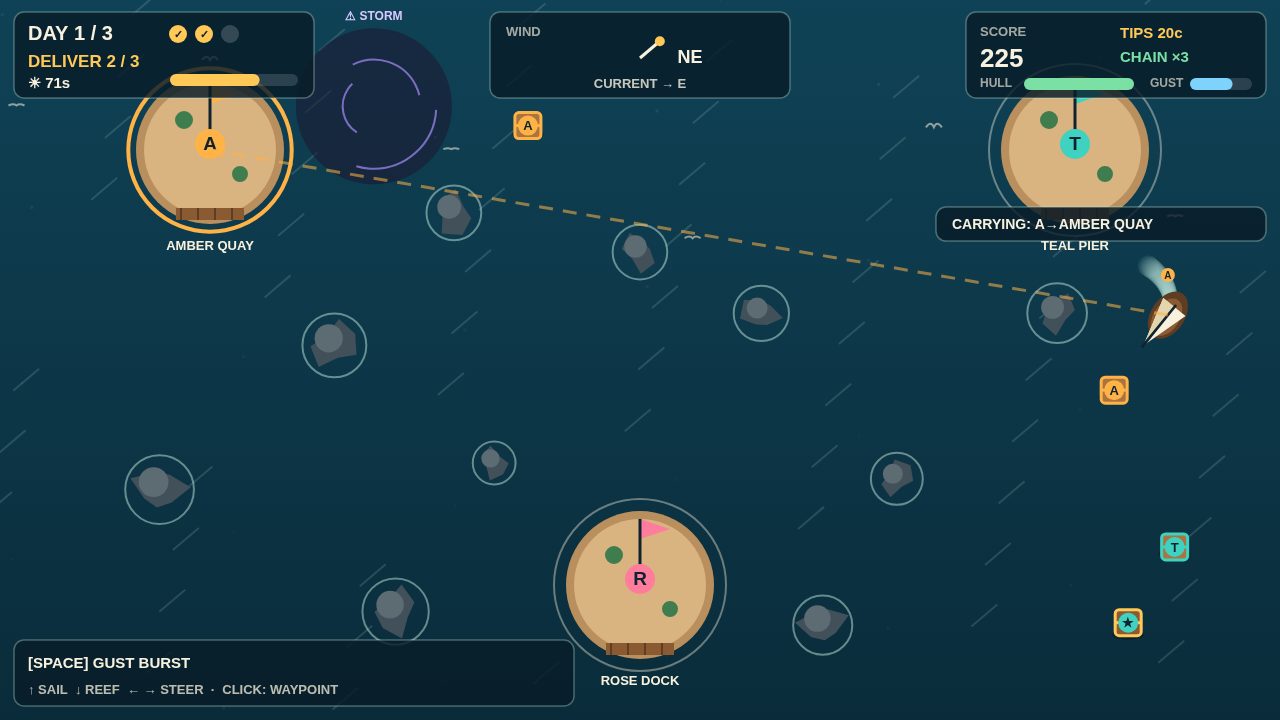 DAY 1 / 3
✓ ✓
DELIVER 2 / 3
☀ 71s
⚠ STORM
WIND
NE
CURRENT → E
SCORE
225
TIPS 20c
CHAIN ×3
HULL
GUST
A
A
T
CARRYING: A→AMBER QUAY
AMBER QUAY
TEAL PIER
A
A
T
★
R
ROSE DOCK
[SPACE] GUST BURST
↑ SAIL ↓ REEF ← → STEER · CLICK: WAYPOINT